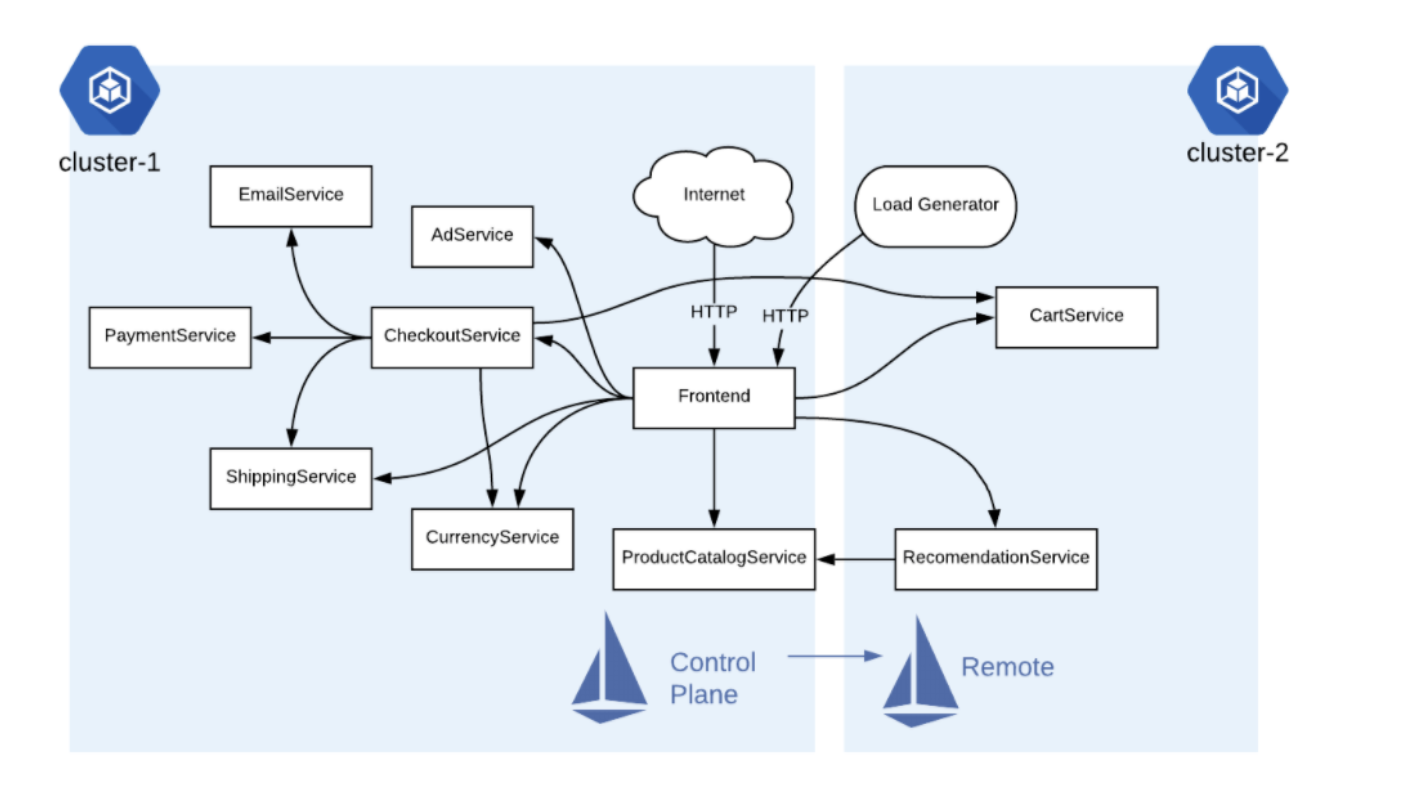 cluster-1
cluster-2
EmailService
Internet
Load Generator
AdService
HTTP
HTTP
CartService
PaymentService
CheckoutService
Frontend
ShippingService
CurrencyService
ProductCatalogService
RecomendationService
Control
Plane
Remote